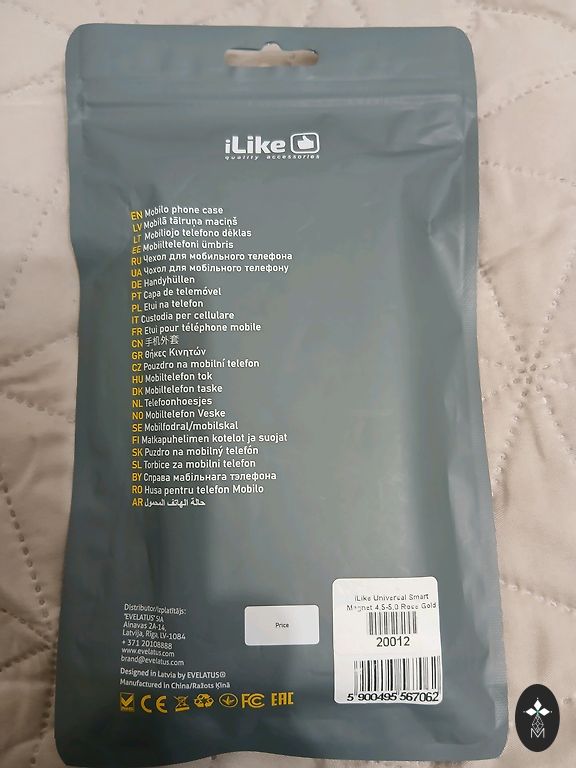 iLike
quality accessories
EN Mobilo phone case
LV Mobilā tālruņa maciņš
LT Mobiliojo telefono dėklas
EE Mobiiltelefoni ümbris
RU Чехол для мобильного телефона
UA Чохол для мобільного телефону
DE Handyhüllen
PT Capa de telemóvel
PL Etui na telefon
IT Custodia per cellulare
FR Etui pour téléphone mobile
CN 手机外套
GR Θήκες Κινητών
CZ Pouzdro na mobilní telefon
HU Mobiltelefon tok
DK Mobiltelefon taske
NL Telefoonhoesjes
NO Mobiltelefon Veske
SE Mobilfodral/mobilskal
FI Matkapuhelimen kotelot ja suojat
SK Puzdro na mobilný telefón
SL Torbice za mobilni telefon
BY Справа мабільнага тэлефона
RO Husa pentru telefon Mobilo
AR حالة الهاتف المحمول
Distributor/Izplatītājs:
"EVELATUS" SIA
Ainavas 2A-14,
Latvija, Rīga, LV-1084
+ 371 20108888
www.evelatus.com
brand@evelatus.com
Designed in Latvia by EVELATUS®
Manufactured in China/Ražots Ķīnā
CE FC EAC
Price
iLike Universal Smart
Magnet 4.5-5.0 Rose Gold
20012
5 900495 567062